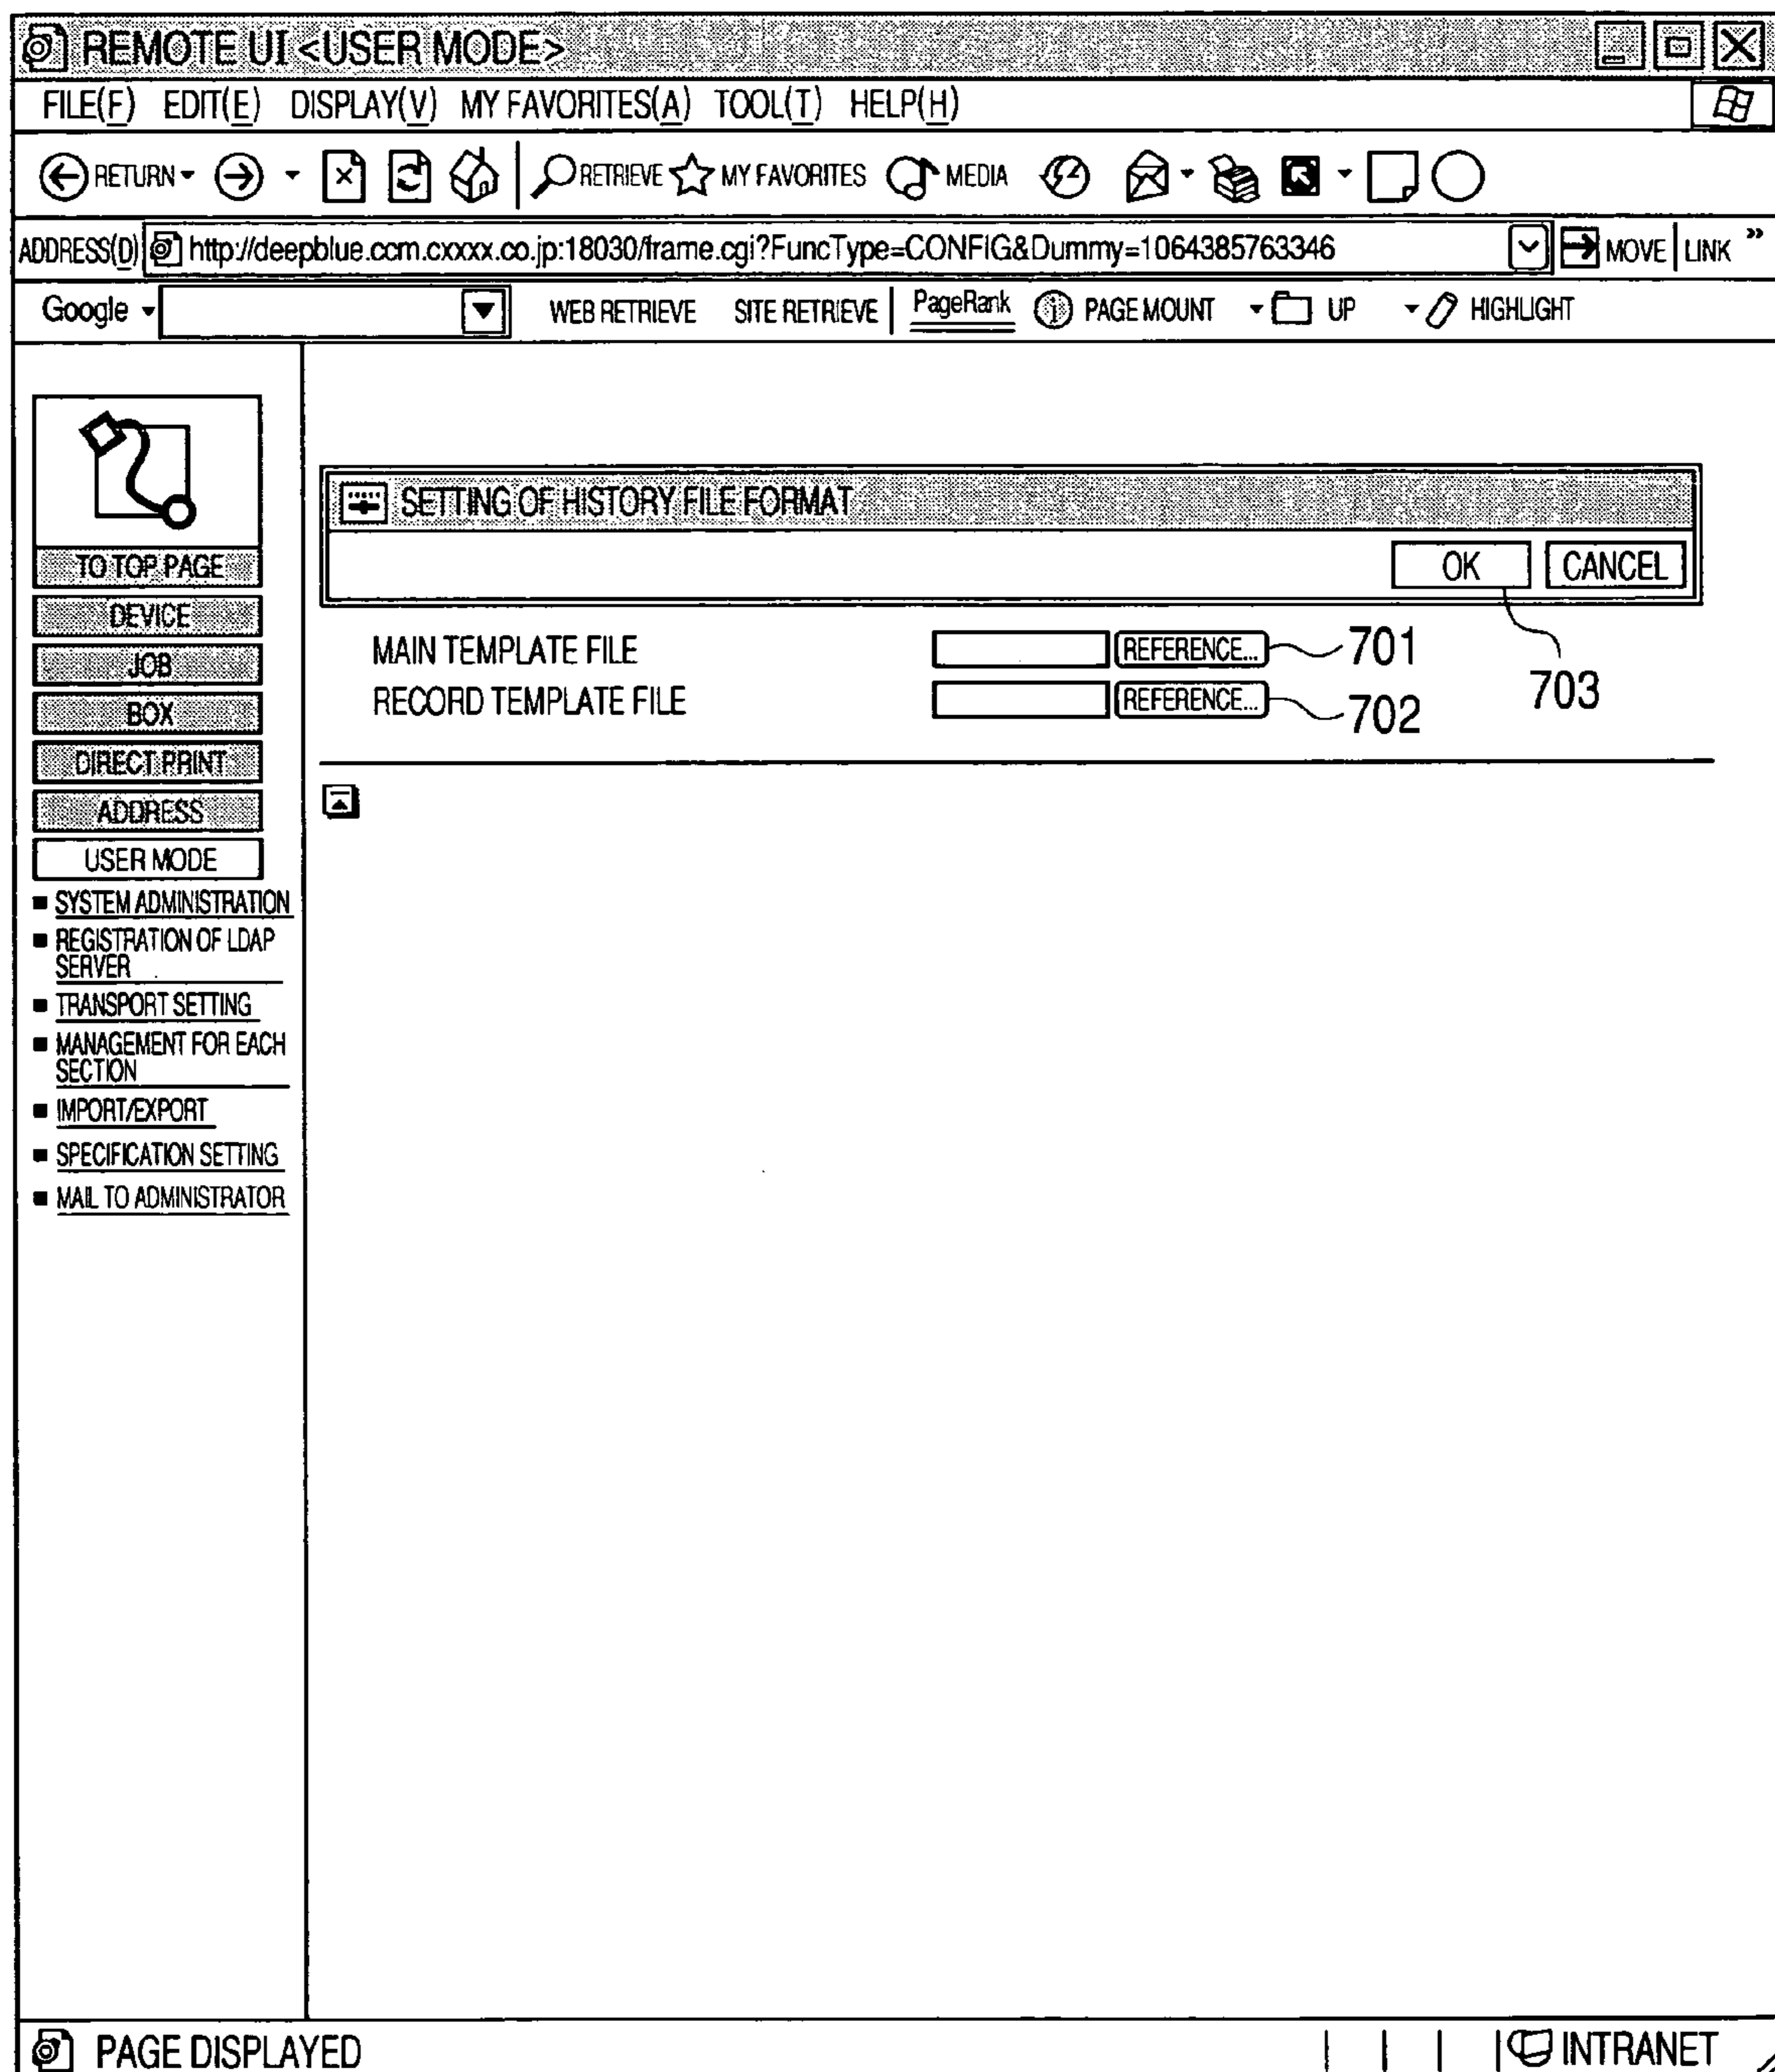 REMOTE UI <USER MODE>
FILE(F) EDIT(E) DISPLAY(V) MY FAVORITES(A) TOOL(T) HELP(H)
RETURN RETRIEVE MY FAVORITES MEDIA
ADDRESS(D) http://deepblue.ccm.cxxxx.co.jp:18030/frame.cgi?FuncType=CONFIG&Dummy=1064385763346 MOVE LINK »
Google WEB RETRIEVE SITE RETRIEVE PageRank PAGE MOUNT UP HIGHLIGHT
TO TOP PAGE
DEVICE
JOB
BOX
DIRECT PRINT
ADDRESS
USER MODE
SYSTEM ADMINISTRATION
REGISTRATION OF LDAP
SERVER
TRANSPORT SETTING
MANAGEMENT FOR EACH
SECTION
IMPORT/EXPORT
SPECIFICATION SETTING
MAIL TO ADMINISTRATOR
SETTING OF HISTORY FILE FORMAT
OK CANCEL
703
MAIN TEMPLATE FILE REFERENCE... 701
RECORD TEMPLATE FILE REFERENCE... 702
PAGE DISPLAYED INTRANET